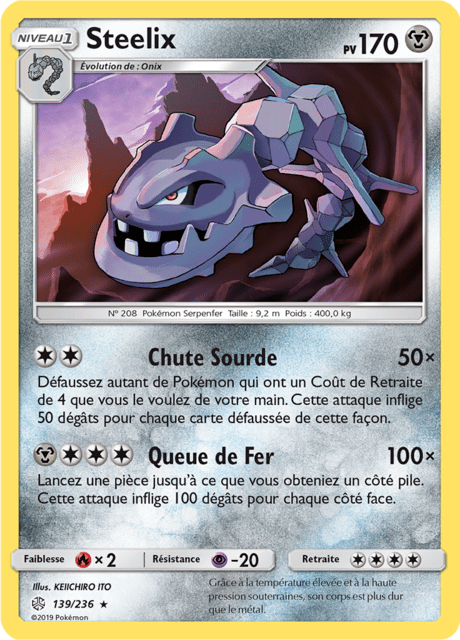 NIVEAU 1
Steelix
PV 170
Évolution de : Onix
N° 208 Pokémon Serpenfer Taille : 9,2 m Poids : 400,0 kg
Chute Sourde 50×
Défaussez autant de Pokémon qui ont un Coût de Retraite
de 4 que vous le voulez de votre main. Cette attaque inflige
50 dégâts pour chaque carte défaussée de cette façon.
Queue de Fer 100×
Lancez une pièce jusqu'à ce que vous obteniez un côté pile.
Cette attaque inflige 100 dégâts pour chaque côté face.
Faiblesse × 2 Résistance -20 Retraite
Illus. KEIICHIRO ITO
139/236 ★
©2019 Pokémon
Grâce à la température élevée et à la haute
pression souterraines, son corps est plus dur
que le métal.